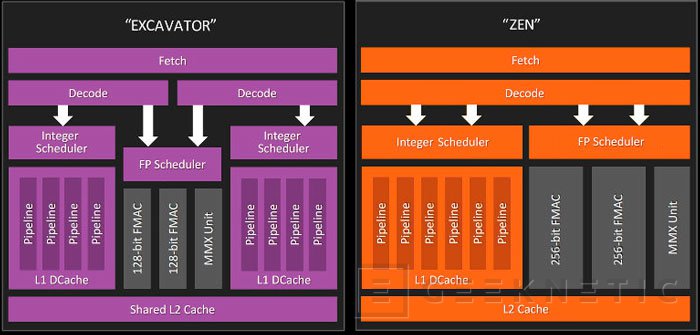 "EXCAVATOR"
Fetch
Decode
Decode
Integer
Scheduler
FP Scheduler
Integer
Scheduler
Pipeline
Pipeline
Pipeline
Pipeline
L1 DCache
128-bit FMAC
128-bit FMAC
MMX Unit
Pipeline
Pipeline
Pipeline
Pipeline
L1 DCache
Shared L2 Cache
"ZEN"
Fetch
Decode
Integer Scheduler
FP Scheduler
Pipeline
Pipeline
Pipeline
Pipeline
Pipeline
Pipeline
L1 DCache
256-bit FMAC
256-bit FMAC
MMX Unit
L2 Cache
GEEKNETIC